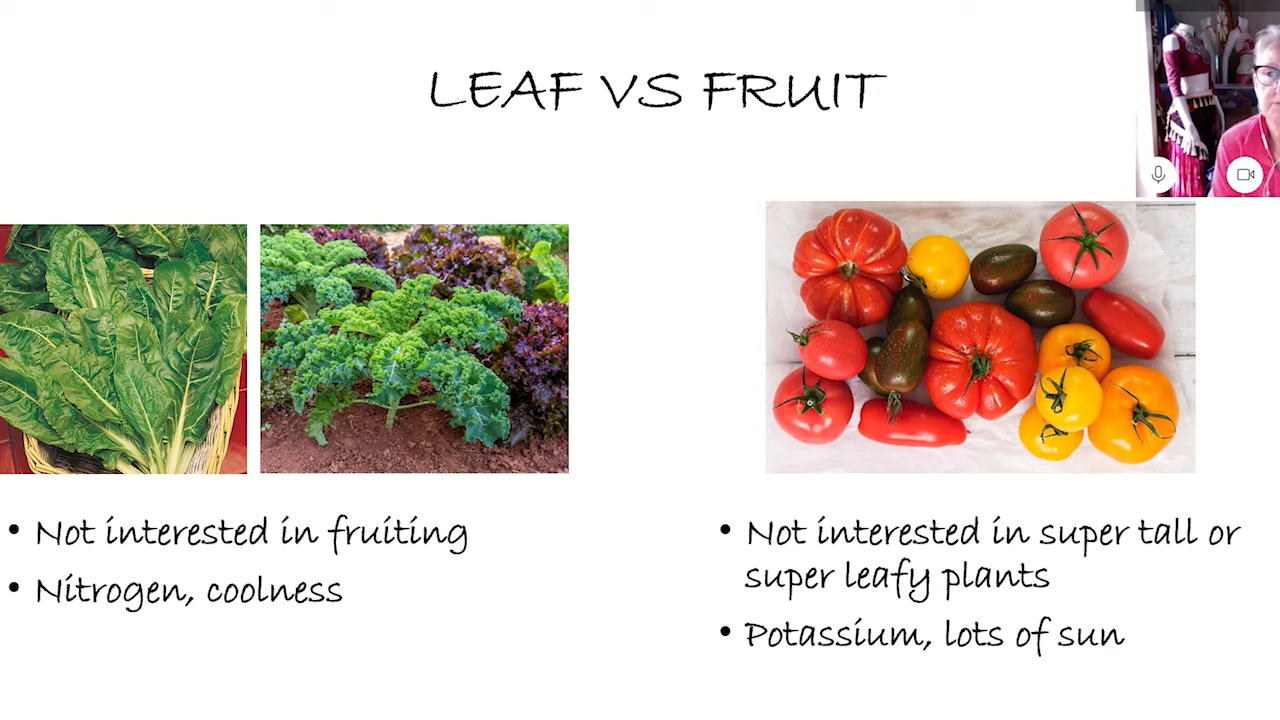 LEAF VS FRUIT
• Not interested in fruiting
• Nitrogen, coolness
• Not interested in super tall or
super leafy plants
• Potassium, lots of sun